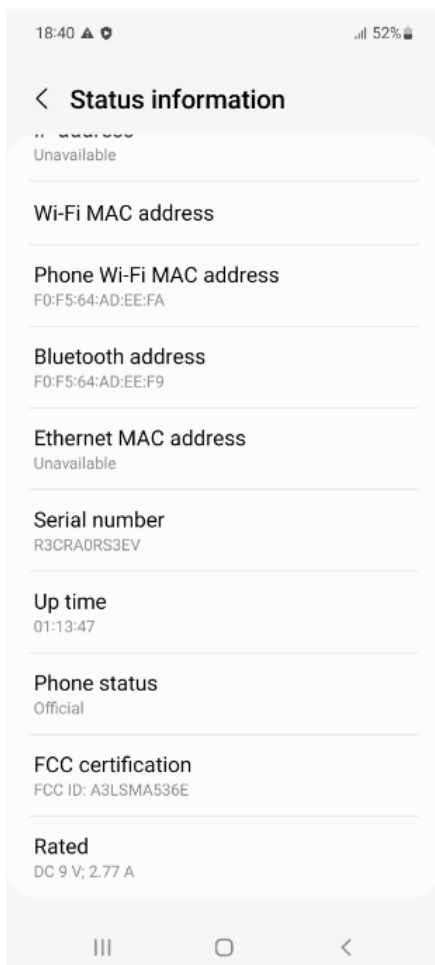 18:40
52%
Status information
Unavailable
Wi-Fi MAC address
Phone Wi-Fi MAC address
F0:F5:64:AD:EE:FA
Bluetooth address
F0:F5:64:AD:EE:F9
Ethernet MAC address
Unavailable
Serial number
R3CRA0RS3EV
Up time
01:13:47
Phone status
Official
FCC certification
FCC ID: A3LSMA536E
Rated
DC 9 V; 2.77 A